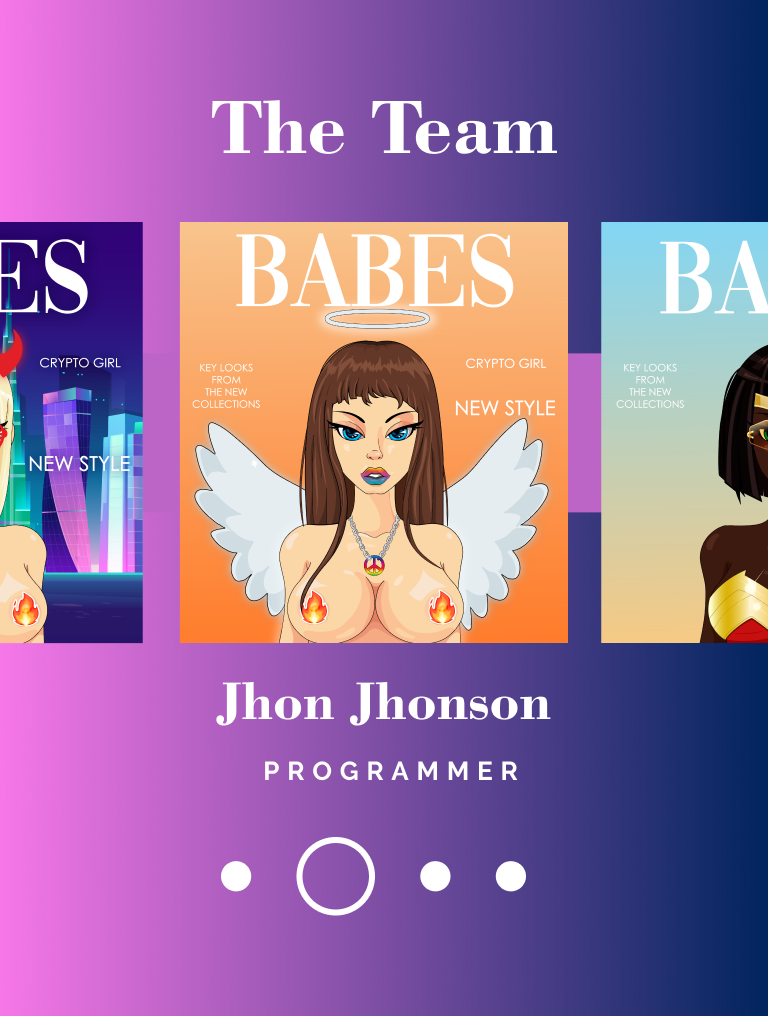 The Team
ES
CRYPTO GIRL
NEW STYLE
BABES
KEY LOOKS
FROM
THE NEW
COLLECTIONS
CRYPTO GIRL
NEW STYLE
BA
KEY LOOKS
FROM
THE NEW
COLLECTIONS
Jhon Jhonson
PROGRAMMER